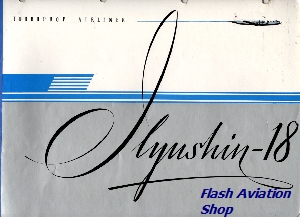 TURBOPROP AIRLINER
Ilyushin-18
Flash Aviation
Shop